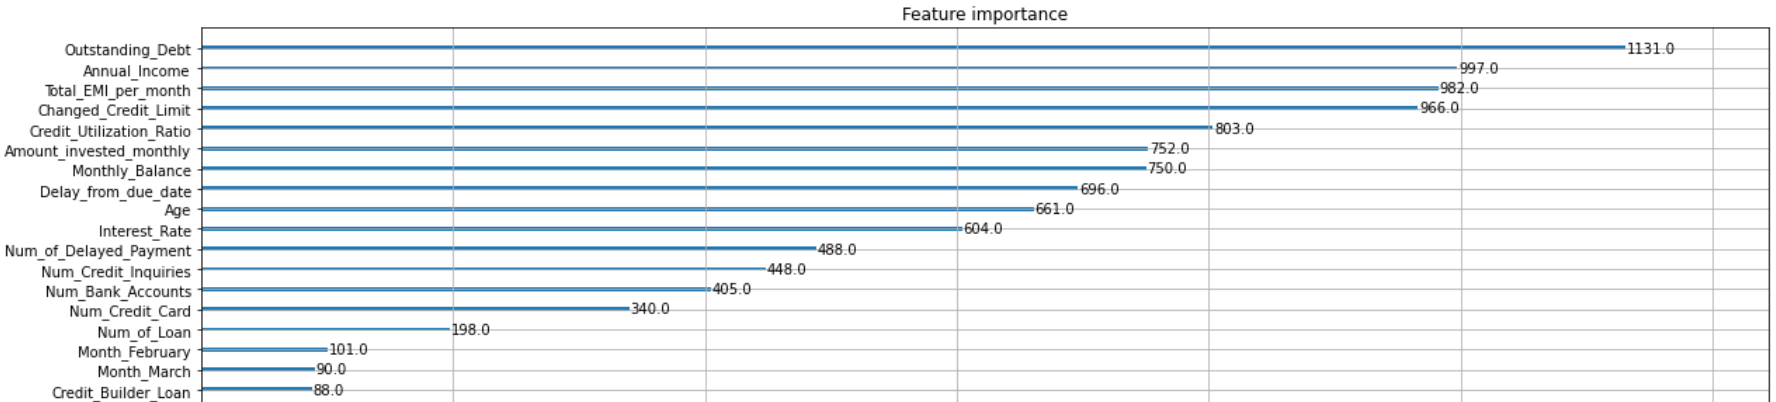 Feature importance
Outstanding_Debt 1131.0
Annual_Income 997.0
Total_EMI_per_month 982.0
Changed_Credit_Limit 966.0
Credit_Utilization_Ratio 803.0
Amount_invested_monthly 752.0
Monthly_Balance 750.0
Delay_from_due_date 696.0
Age 661.0
Interest_Rate 604.0
Num_of_Delayed_Payment 488.0
Num_Credit_Inquiries 448.0
Num_Bank_Accounts 405.0
Num_Credit_Card 340.0
Num_of_Loan 198.0
Month_February 101.0
Month_March 90.0
Credit_Builder_Loan 88.0